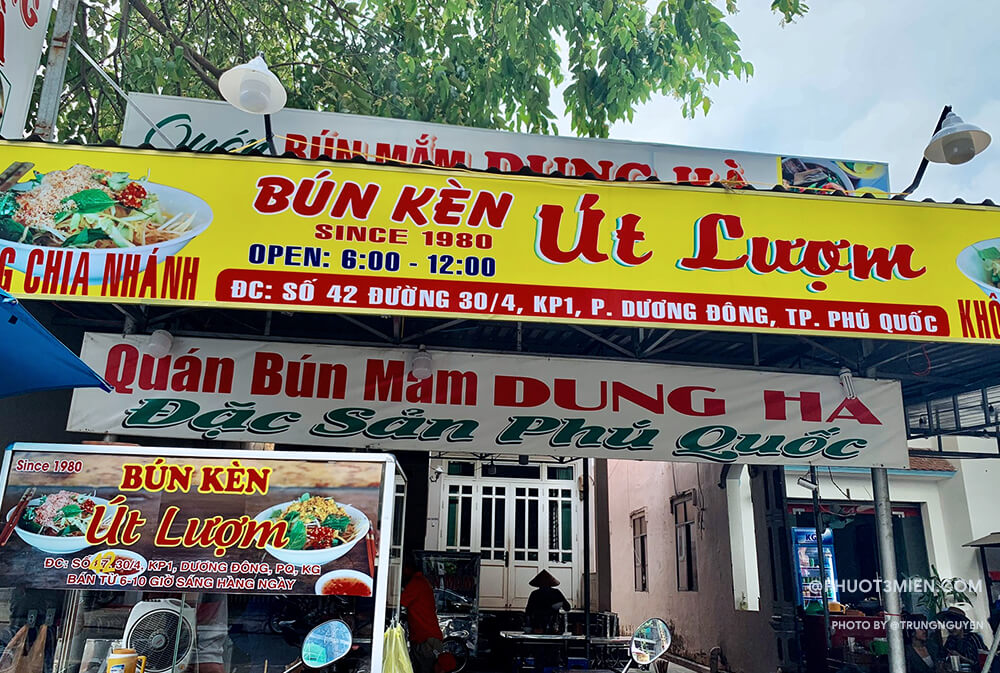 Quán BÚN MẮM DUNG HÀ
BÚN KÈN
SINCE 1980
OPEN: 6:00 - 12:00
Út Lượm
G CHIA NHÁNH
ĐC: SỐ 42 ĐƯỜNG 30/4, KP1, P. DƯƠNG ĐÔNG, TP. PHÚ QUỐC
KHÔ
Quán Bún Mắm DUNG HÀ
Đặc Sản Phú Quốc
Since 1980
BÚN KÈN
Út Lượm
ĐC: SỐ 42 30/4, KP1, DƯƠNG ĐÔNG, PQ, KG
BÁN TỪ 6-10 GIỜ SÁNG HÀNG NGÀY
@PHUOT3MIEN.COM
PHOTO BY @TRUNGNGUYEN